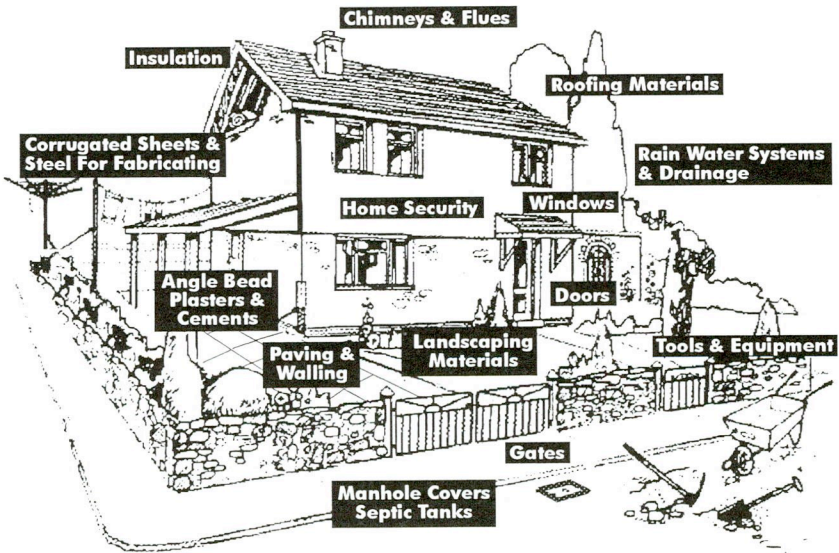 Chimneys & Flues
Insulation
Roofing Materials
Corrugated Sheets &
Steel For Fabricating
Rain Water Systems
& Drainage
Home Security
Windows
Angle Bead
Plasters &
Cements
Doors
Landscaping
Materials
Tools & Equipment
Paving &
Walling
Gates
Manhole Covers
Septic Tanks